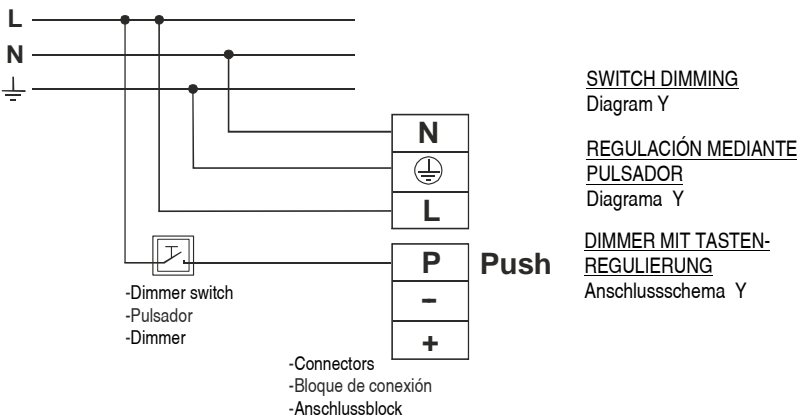 L
N
N
L
P Push
–
+
-Dimmer switch
-Pulsador
-Dimmer
-Connectors
-Bloque de conexión
-Anschlussblock
SWITCH DIMMING
Diagram Y
REGULACIÓN MEDIANTE
PULSADOR
Diagrama Y
DIMMER MIT TASTEN-
REGULIERUNG
Anschlussschema Y